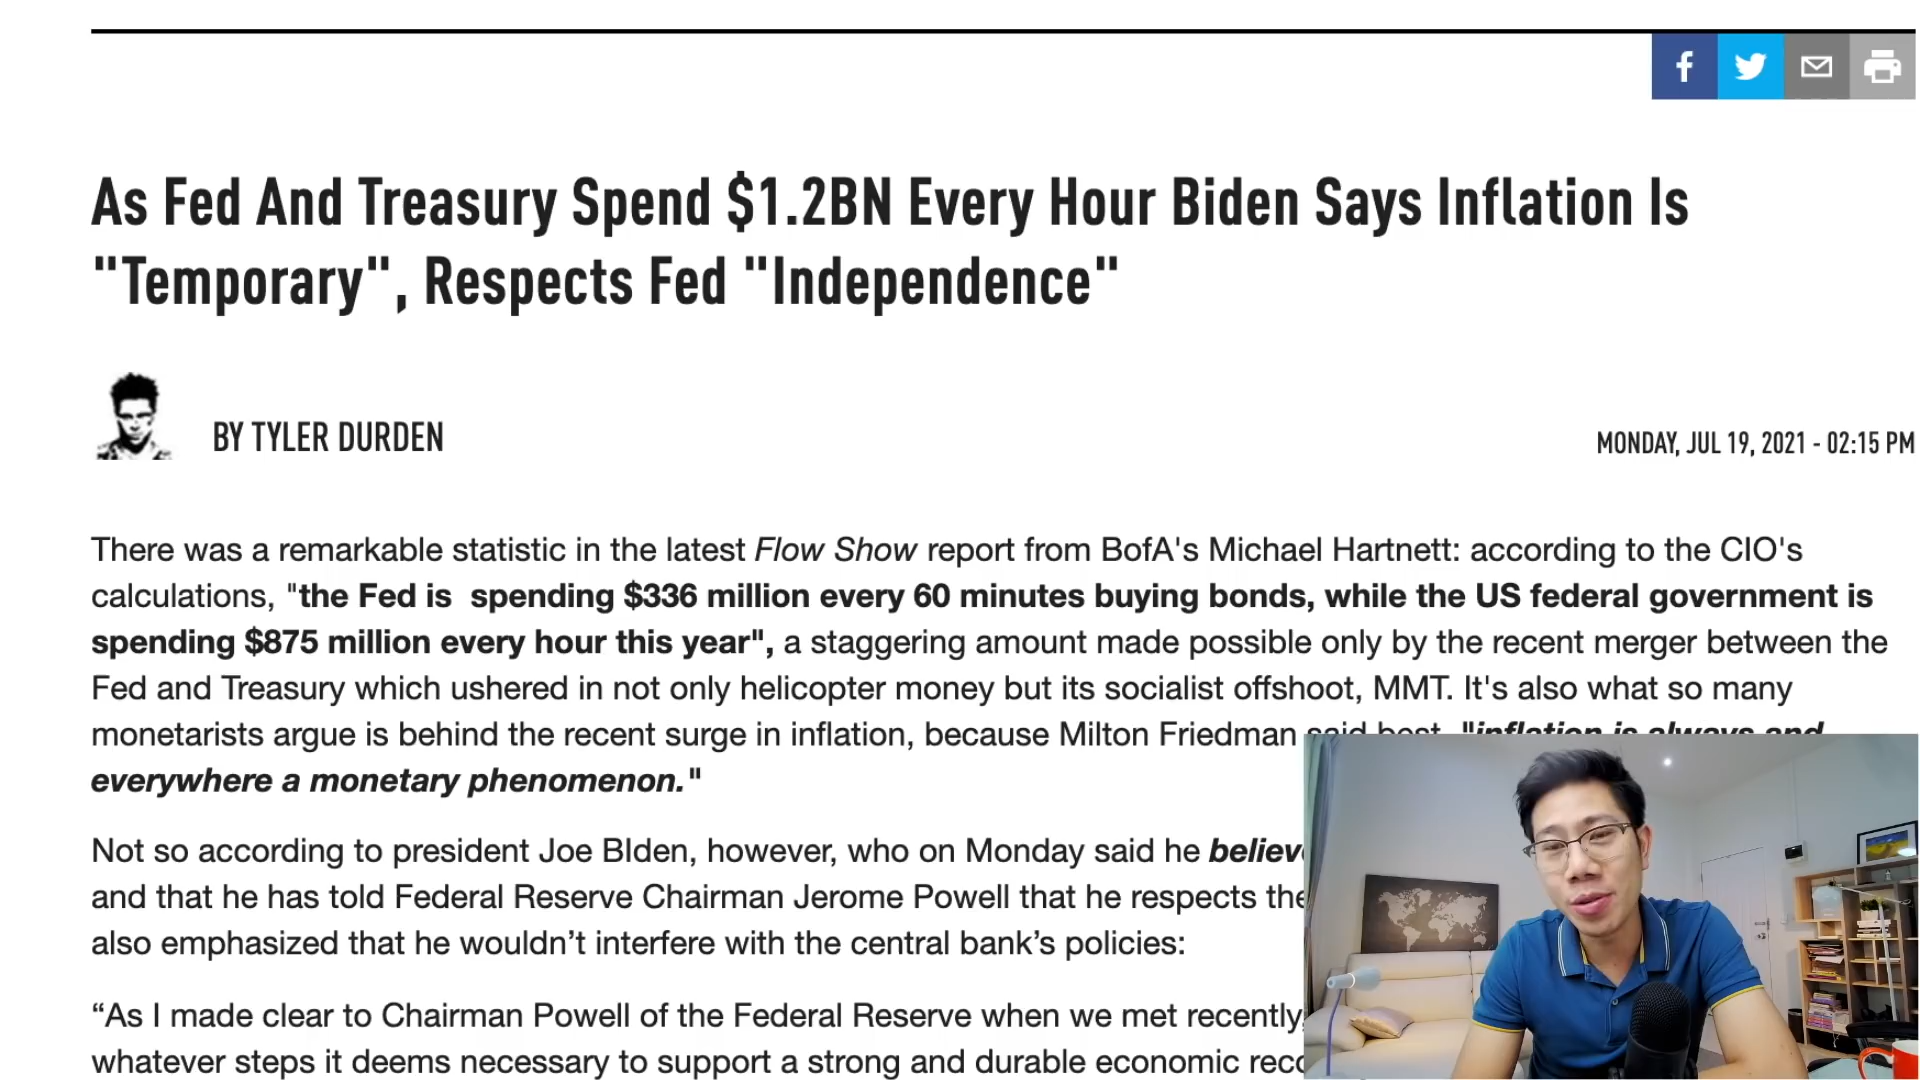 As Fed And Treasury Spend $1.2BN Every Hour Biden Says Inflation Is
"Temporary", Respects Fed "Independence"
BY TYLER DURDEN
MONDAY, JUL 19, 2021 - 02:15 PM
There was a remarkable statistic in the latest Flow Show report from BofA's Michael Hartnett: according to the CIO's
calculations, "the Fed is spending $336 million every 60 minutes buying bonds, while the US federal government is
spending $875 million every hour this year", a staggering amount made possible only by the recent merger between the
Fed and Treasury which ushered in not only helicopter money but its socialist offshoot, MMT. It's also what so many
monetarists argue is behind the recent surge in inflation, because Milton Friedman said best, "inflation is always and
everywhere a monetary phenomenon."
Not so according to president Joe BIden, however, who on Monday said he believ
and that he has told Federal Reserve Chairman Jerome Powell that he respects the
also emphasized that he wouldn’t interfere with the central bank’s policies:
“As I made clear to Chairman Powell of the Federal Reserve when we met recently,
whatever steps it deems necessary to support a strong and durable economic reco